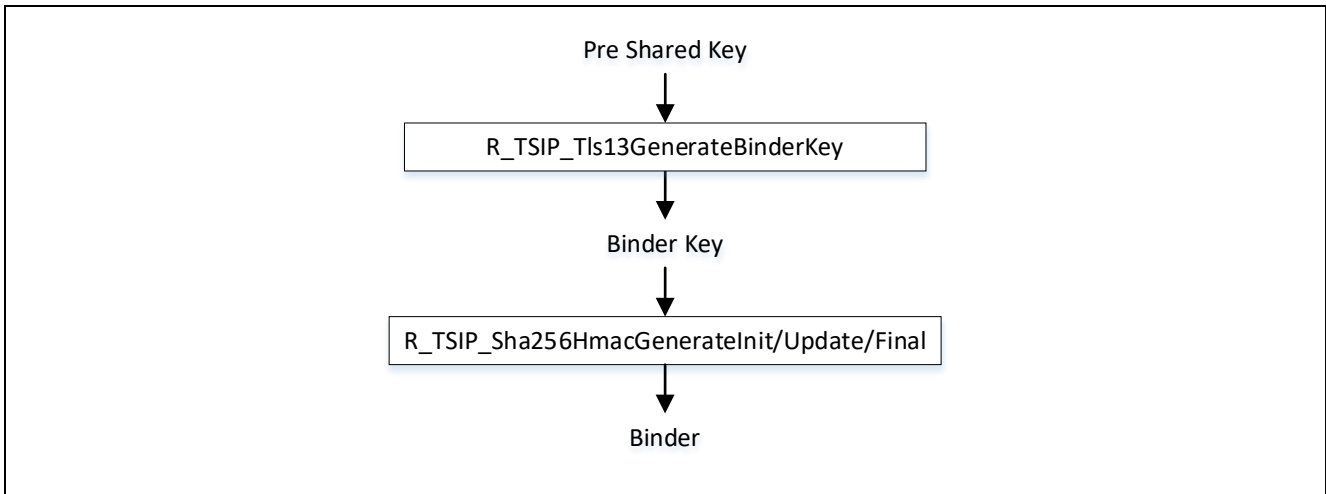 Pre Shared Key
R_TSIP_Tls13GenerateBinderKey
Binder Key
R_TSIP_Sha256HmacGenerateInit/Update/Final
Binder